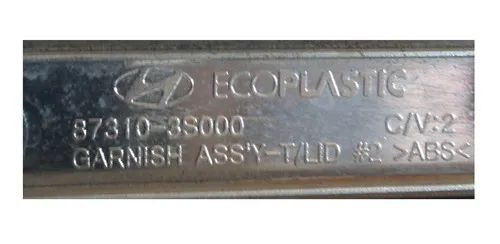 ECOPLASTIC
87310-3S000 C/V:2
GARNISH ASS'Y-T/LID #2 >ABS<